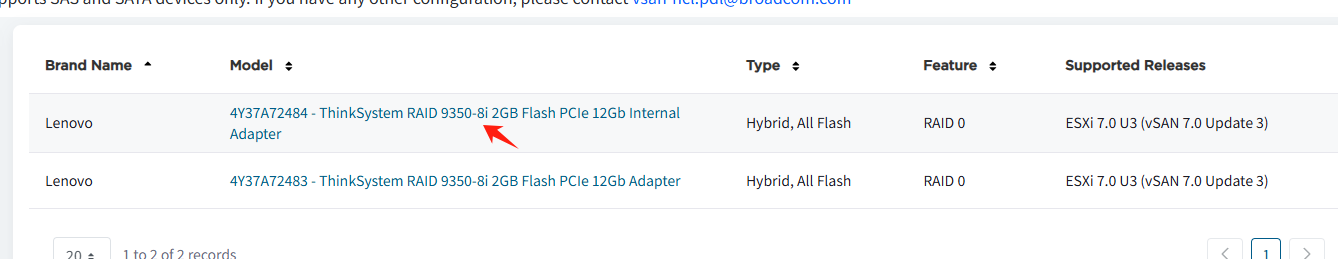 pports SAS and SATA devices only. If you have any other configuration, please contact vsan-hcl.pdl@broadcom.com
Brand Name Model Type Feature Supported Releases
Lenovo 4Y37A72484 - ThinkSystem RAID 9350-8i 2GB Flash PCIe 12Gb Internal
Adapter Hybrid, All Flash RAID 0 ESXi 7.0 U3 (vSAN 7.0 Update 3)
Lenovo 4Y37A72483 - ThinkSystem RAID 9350-8i 2GB Flash PCIe 12Gb Adapter Hybrid, All Flash RAID 0 ESXi 7.0 U3 (vSAN 7.0 Update 3)
20 1 to 2 of 2 records 1